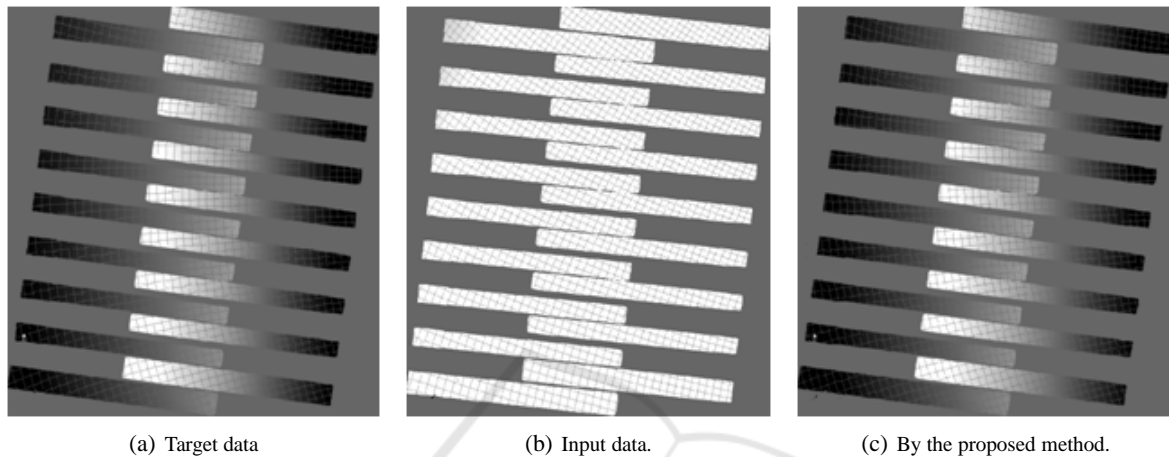 (a) Target data
(b) Input data.
(c) By the proposed method.